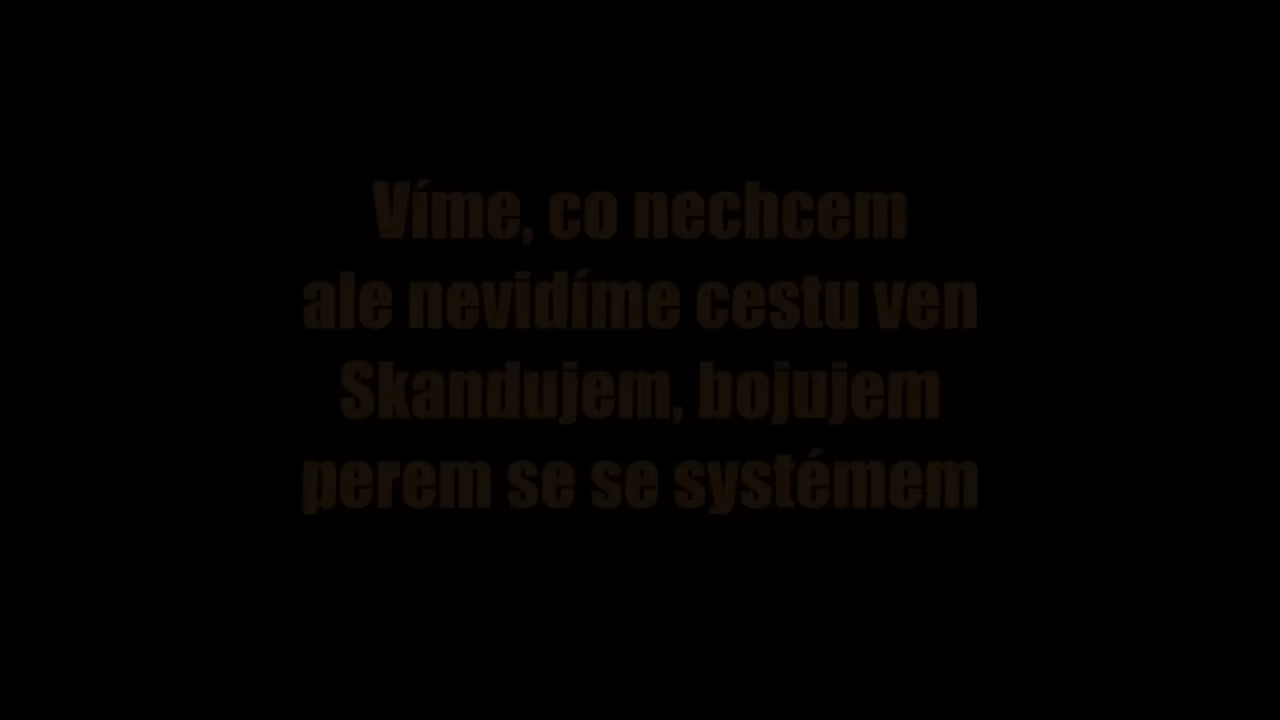 Víme, co nechcem
ale nevidíme cestu ven
Skandujem, bojujem
perem se se systémem